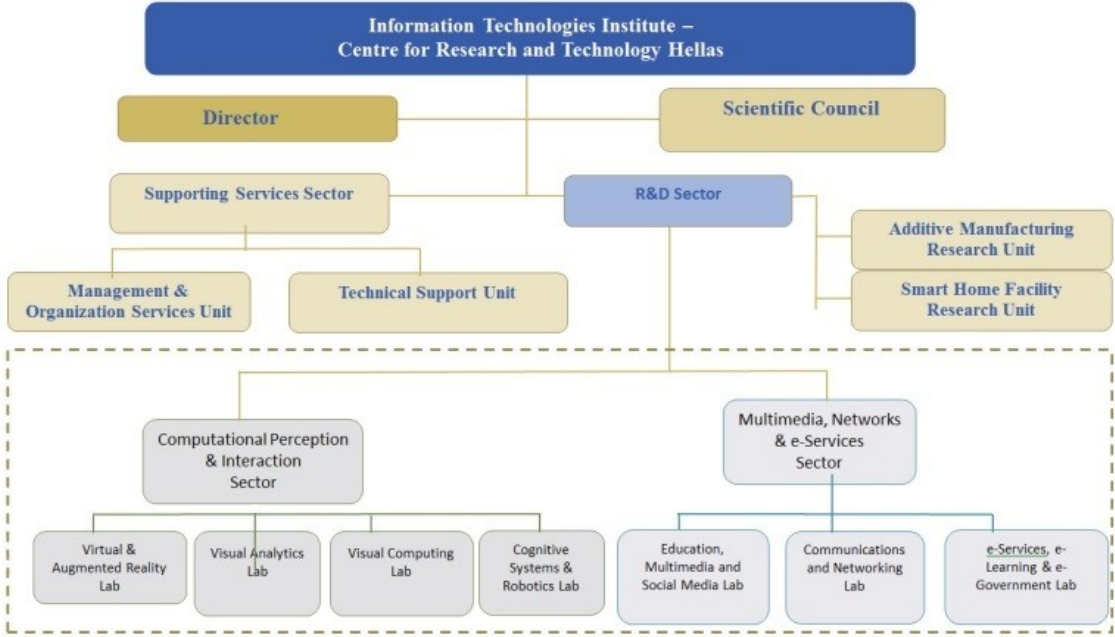 Information Technologies Institute –
Centre for Research and Technology Hellas
Director
Scientific Council
Supporting Services Sector
R&D Sector
Additive Manufacturing
Research Unit
Management &
Organization Services Unit
Technical Support Unit
Smart Home Facility
Research Unit
Computational Perception
& Interaction
Sector
Multimedia, Networks
& e-Services
Sector
Virtual &
Augmented Reality
Lab
Visual Analytics
Lab
Visual Computing
Lab
Cognitive
Systems &
Robotics Lab
Education,
Multimedia and
Social Media Lab
Communications
and Networking
Lab
e-Services, e-
Learning & e-
Government Lab